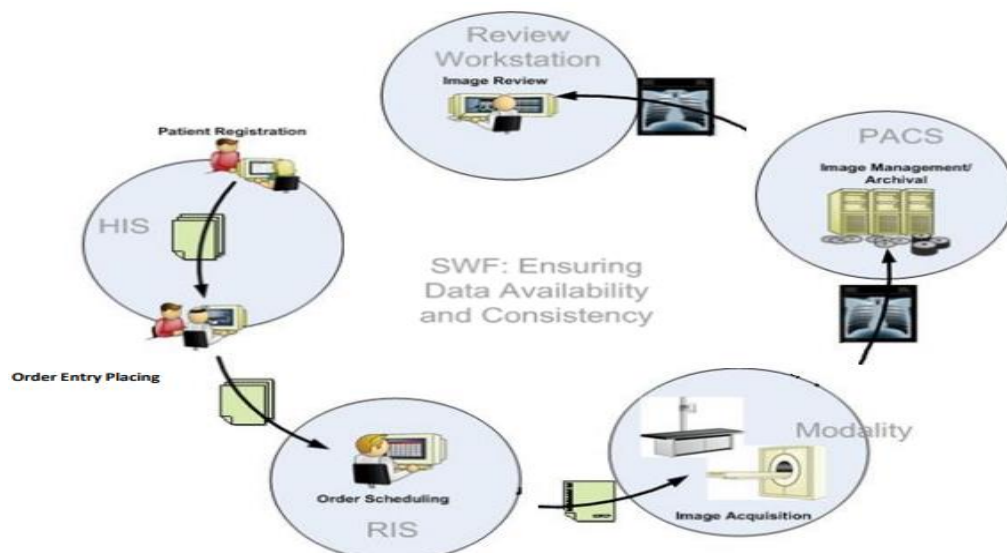 Review
Workstation
Image Review
Patient Registration
PACS
Image Management/
Archival
HIS
SWF: Ensuring
Data Availability
and Consistency
Order Entry Placing
Modality
Order Scheduling
Image Acquisition
RIS